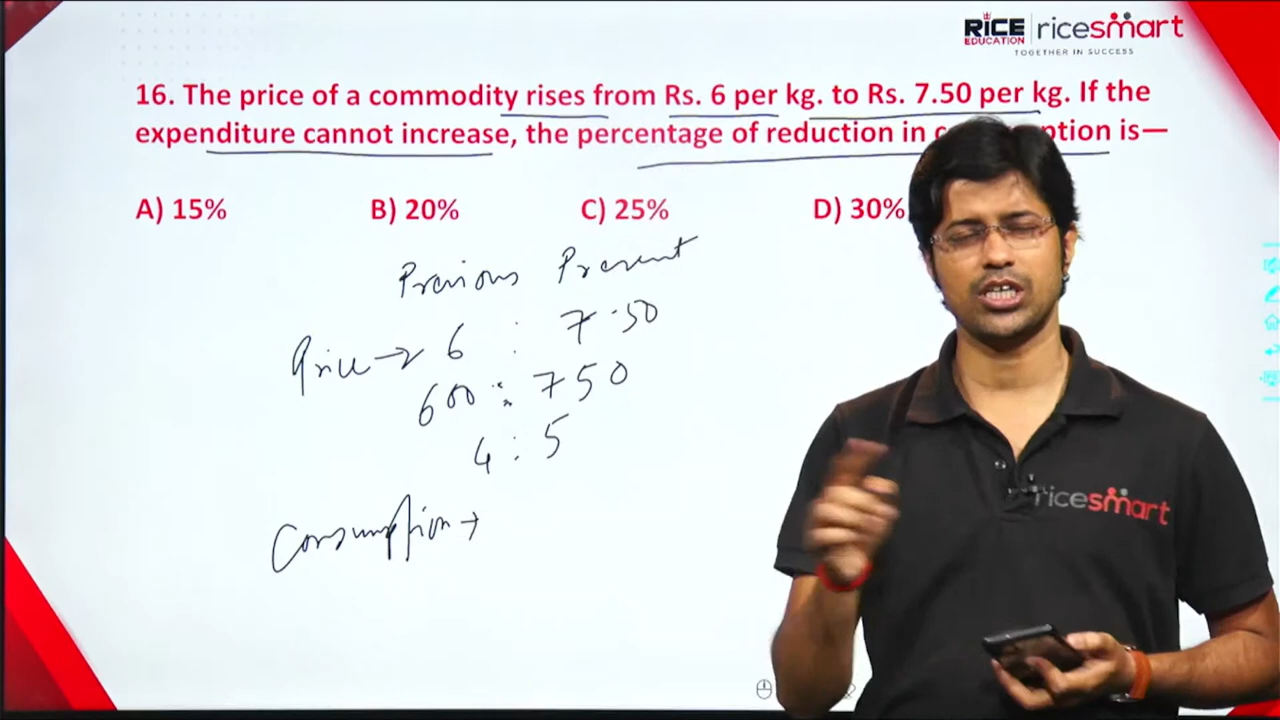 RICE EDUCATION ricesmart
TOGETHER IN SUCCESS
16. The price of a commodity rises from Rs. 6 per kg. to Rs. 7.50 per kg. If the
expenditure cannot increase, the percentage of reduction in c ption is—
A) 15% B) 20% C) 25% D) 30%
Previous Present
Price → 6 : 7.50
600 : 750
4 : 5
Consumption →
ricesmart